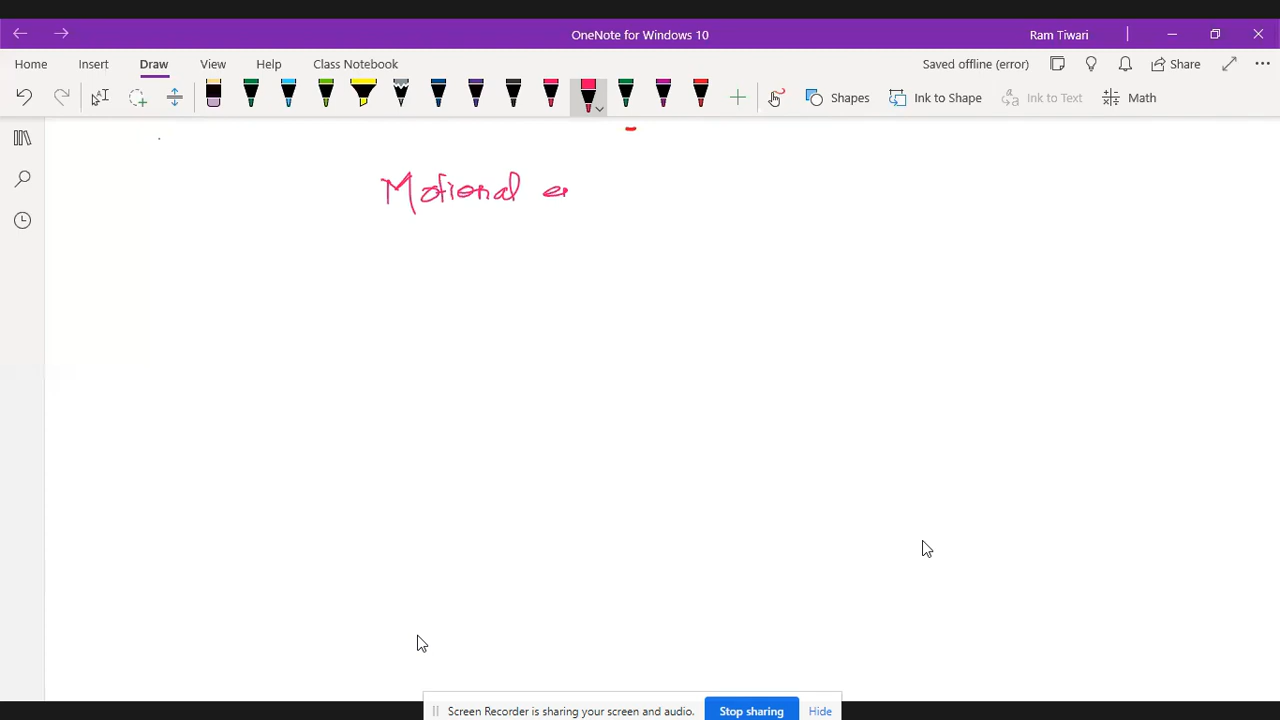 OneNote for Windows 10
Ram Tiwari
Home Insert Draw View Help Class Notebook
Saved offline (error) Share
Shapes Ink to Shape Ink to Text Math
Motional e
Screen Recorder is sharing your screen and audio. Stop sharing Hide